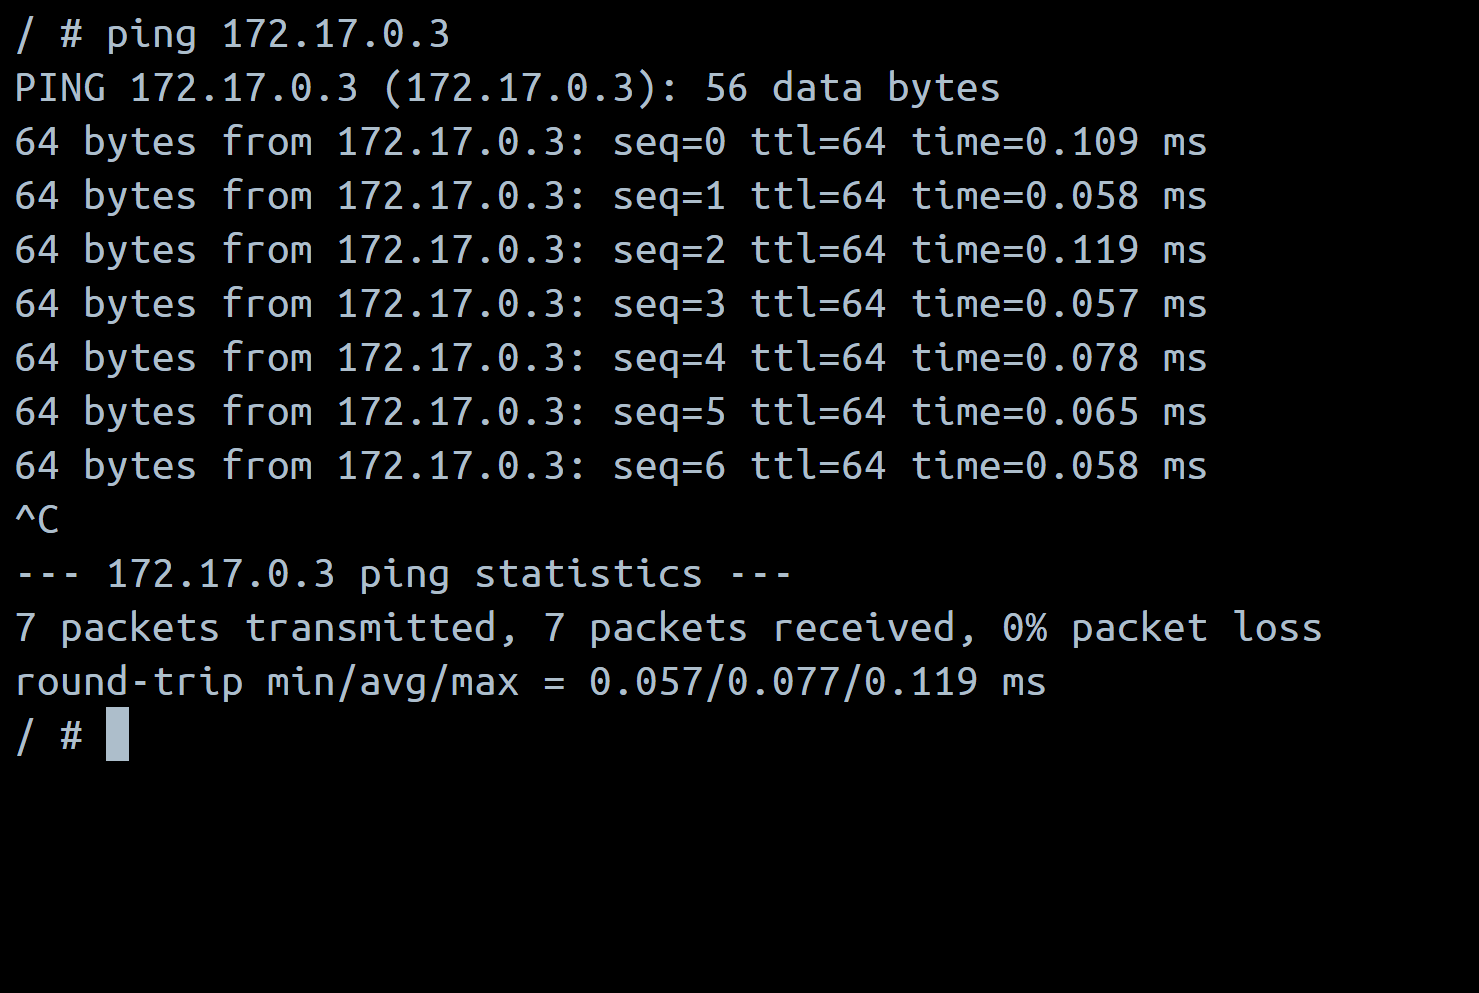 / # ping 172.17.0.3
PING 172.17.0.3 (172.17.0.3): 56 data bytes
64 bytes from 172.17.0.3: seq=0 ttl=64 time=0.109 ms
64 bytes from 172.17.0.3: seq=1 ttl=64 time=0.058 ms
64 bytes from 172.17.0.3: seq=2 ttl=64 time=0.119 ms
64 bytes from 172.17.0.3: seq=3 ttl=64 time=0.057 ms
64 bytes from 172.17.0.3: seq=4 ttl=64 time=0.078 ms
64 bytes from 172.17.0.3: seq=5 ttl=64 time=0.065 ms
64 bytes from 172.17.0.3: seq=6 ttl=64 time=0.058 ms
^C
--- 172.17.0.3 ping statistics ---
7 packets transmitted, 7 packets received, 0% packet loss
round-trip min/avg/max = 0.057/0.077/0.119 ms
/ #